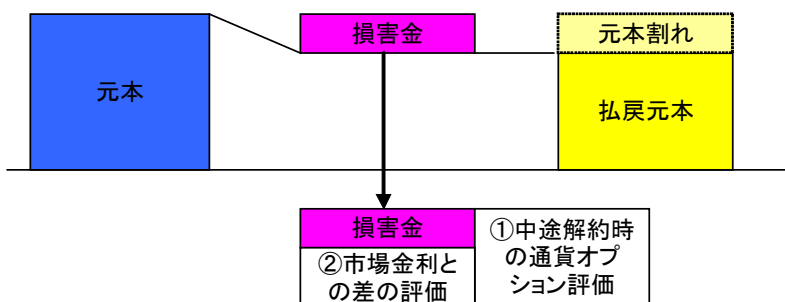 損害金
元本割れ
元本
払戻元本
損害金
①中途解約時
の通貨オプ
ション評価
②市場金利と
の差の評価